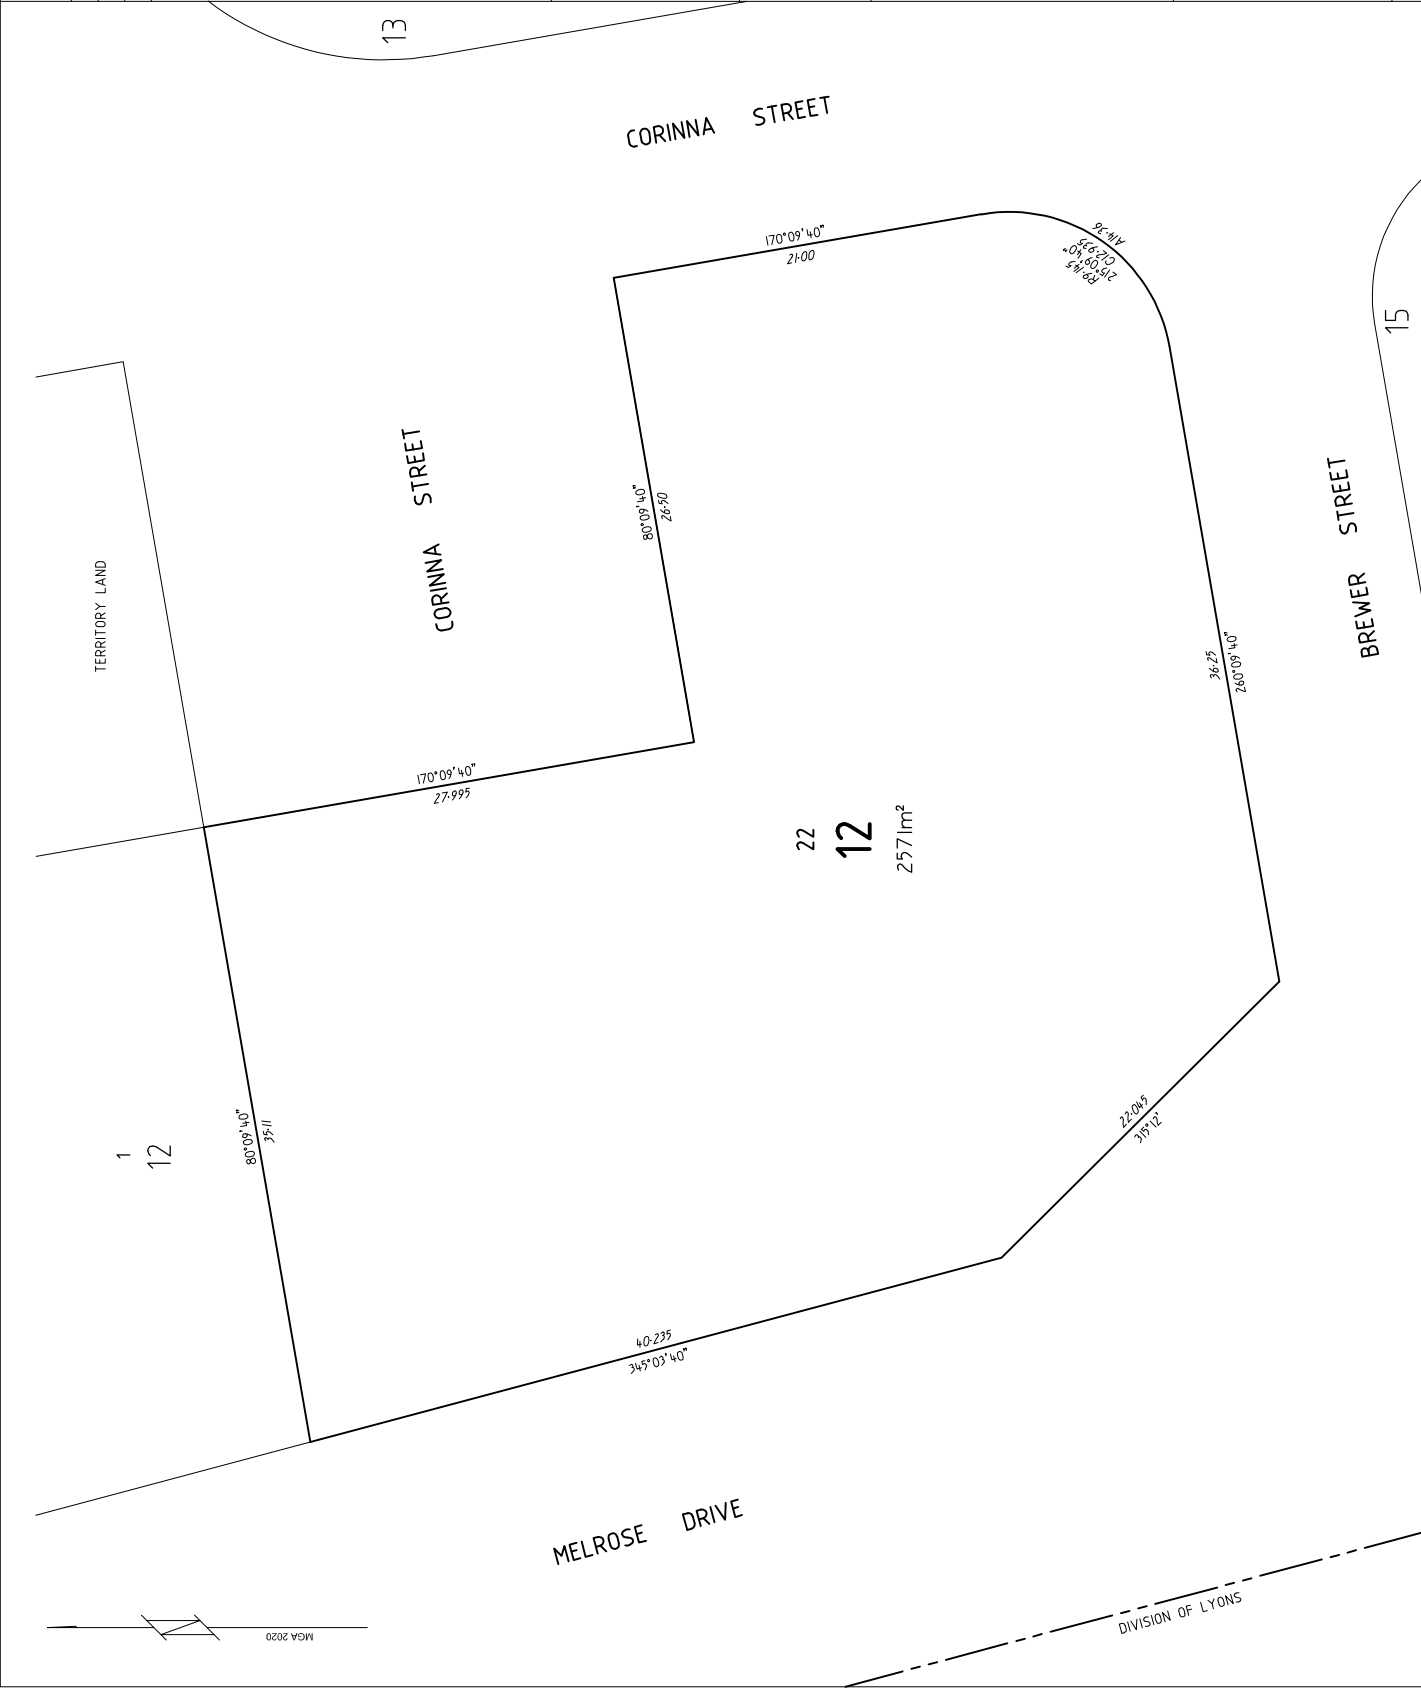 13
CORINNA STREET
170°09'40"
21·00
A14·36
C12·935
215°09'40"
R9·145
15
CORINNA STREET
80°09'40"
26·50
BREWER STREET
TERRITORY LAND
36·25
260°09'40"
170°09'40"
27·995
22
12
2571m²
1
12
80°09'40"
35·11
22·045
315°12'
40·235
345°03'40"
MELROSE DRIVE
DIVISION OF LYONS
MGA 2020